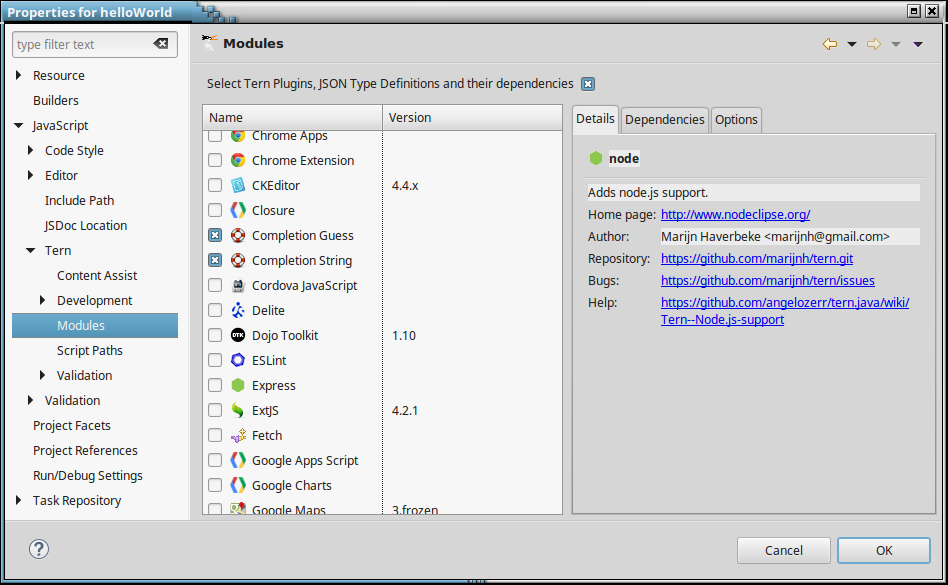 Properties for helloWorld
type filter text
Resource
Builders
JavaScript
Code Style
Editor
Include Path
JSDoc Location
Tern
Content Assist
Development
Modules
Script Paths
Validation
Validation
Project Facets
Project References
Run/Debug Settings
Task Repository
Modules
Select Tern Plugins, JSON Type Definitions and their dependencies
Name Version
Chrome Apps
Chrome Extension
CKEditor 4.4.x
Closure
Completion Guess
Completion String
Cordova JavaScript
Delite
DTK Dojo Toolkit 1.10
ESLint
Express
ExtJS 4.2.1
Fetch
Google Apps Script
Google Charts
Google Maps 3.frozen
Details Dependencies Options
node
Adds node.js support.
Home page: http://www.nodeclipse.org/
Author: Marijn Haverbeke <marijnh@gmail.com>
Repository: https://github.com/marijnh/tern.git
Bugs: https://github.com/marijnh/tern/issues
Help: https://github.com/angelozerr/tern.java/wiki/
Tern--Node.js-support
?
Cancel OK